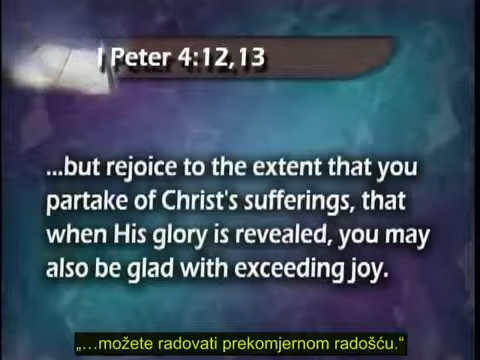 I Peter 4:12,13
...but rejoice to the extent that you
partake of Christ's sufferings, that
when His glory is revealed, you may
also be glad with exceeding joy.
„…možete radovati prekomjernom radošću.“